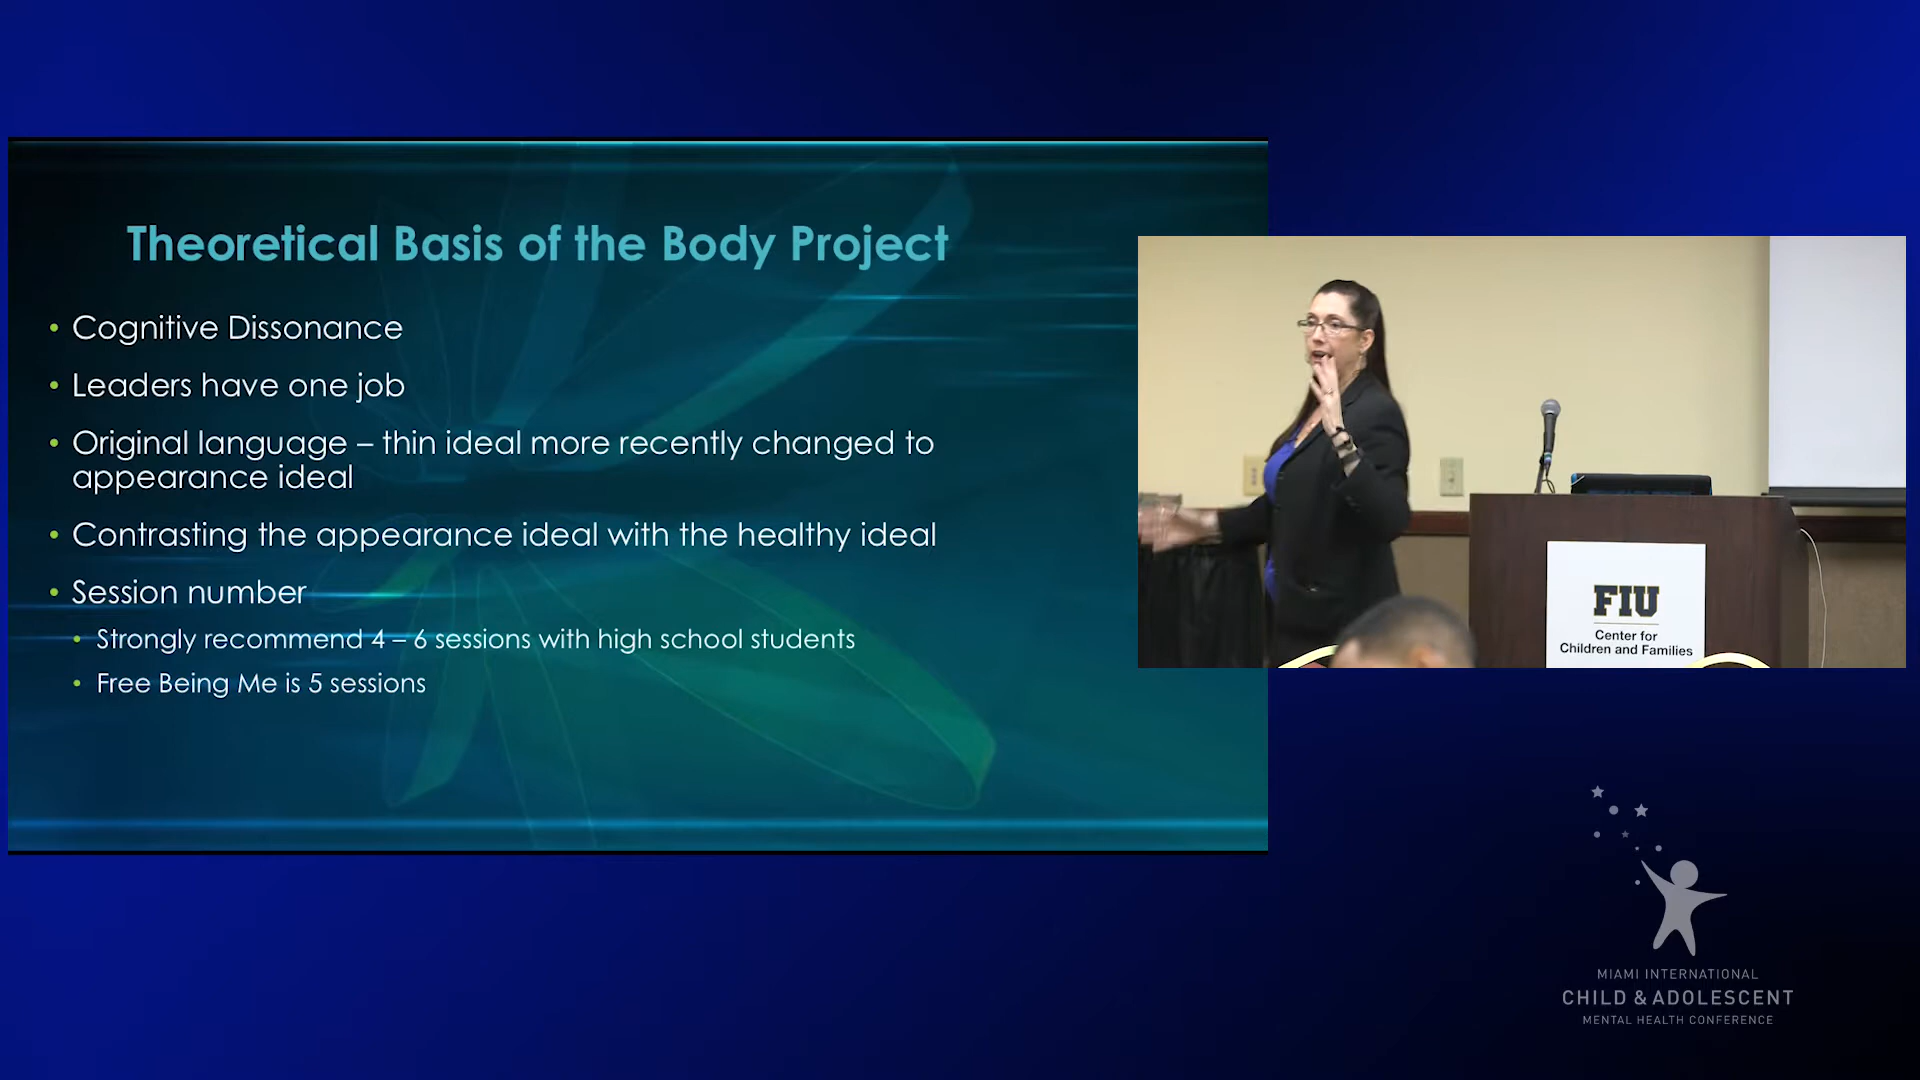 Theoretical Basis of the Body Project
• Cognitive Dissonance
• Leaders have one job
• Original language – thin ideal more recently changed to
appearance ideal
• Contrasting the appearance ideal with the healthy ideal
• Session number
• Strongly recommend 4 – 6 sessions with high school students
• Free Being Me is 5 sessions
FIU
Center for
Children and Families
MIAMI INTERNATIONAL
CHILD & ADOLESCENT
MENTAL HEALTH CONFERENCE